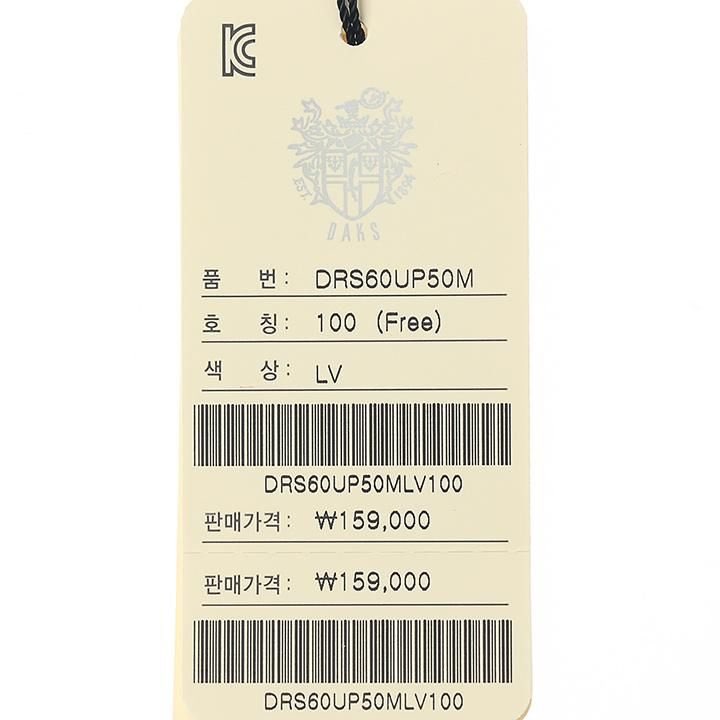 KC
EST. 1894
DAKS
품 번 : DRS60UP50M
호 칭 : 100 (Free)
색 상 : LV
DRS60UP50MLV100
판매가격 : ₩159,000
판매가격 : ₩159,000
DRS60UP50MLV100